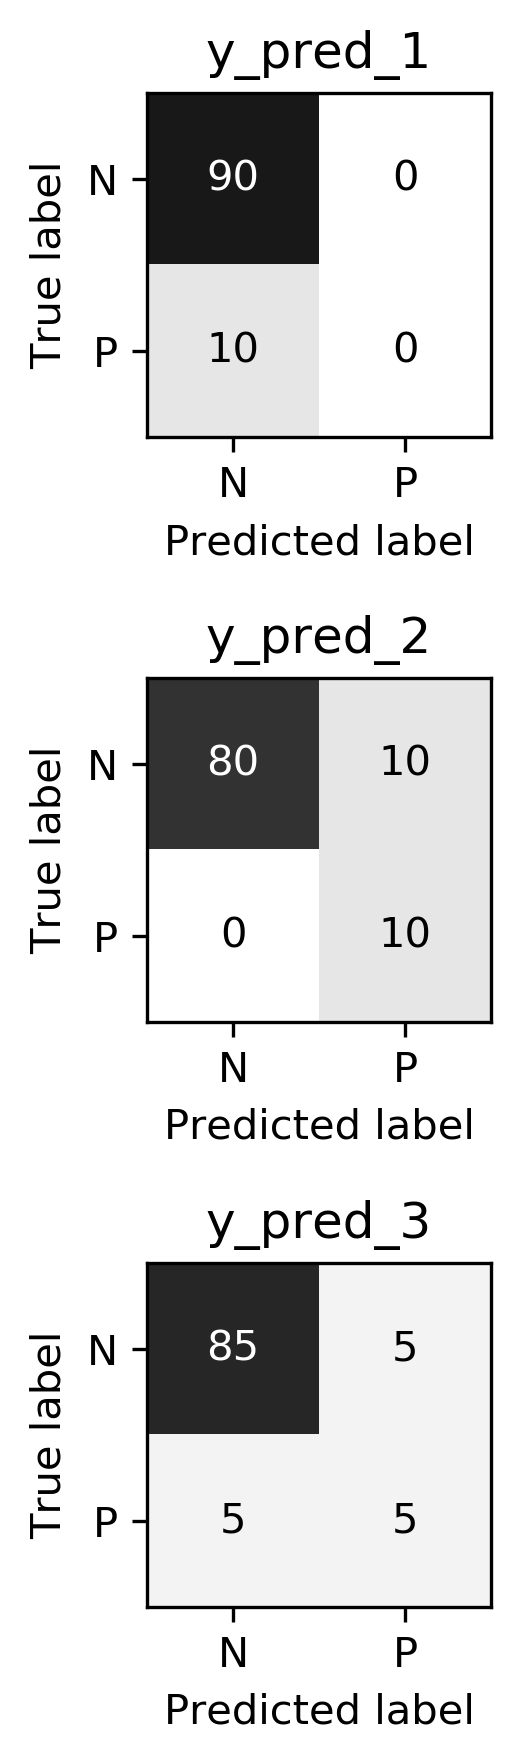 y_pred_1
True label
N
90 0
P
10 0
N P
Predicted label
y_pred_2
True label
N
80 10
P
0 10
N P
Predicted label
y_pred_3
True label
N
85 5
P
5 5
N P
Predicted label